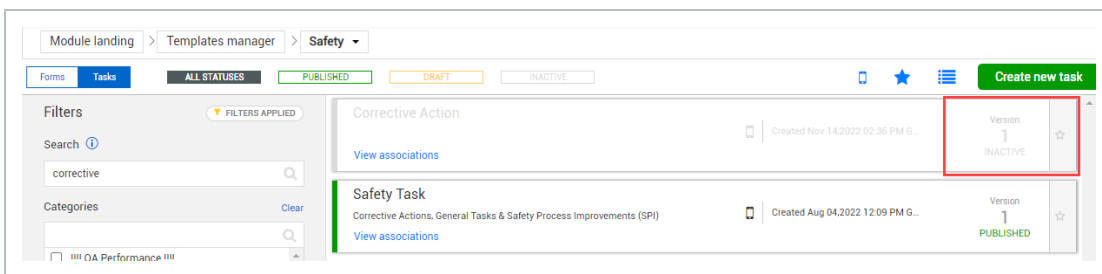 Module landing > Templates manager > Safety
Forms Tasks ALL STATUSES PUBLISHED DRAFT INACTIVE Create new task
Filters FILTERS APPLIED
Search
corrective
Categories Clear
!!!! QA Performance !!!!
Corrective Action
Created Nov 14,2022 02:36 PM G...
Version
1
INACTIVE
View associations
Safety Task
Corrective Actions, General Tasks & Safety Process Improvements (SPI)
Created Aug 04,2022 12:09 PM G...
Version
1
PUBLISHED
View associations